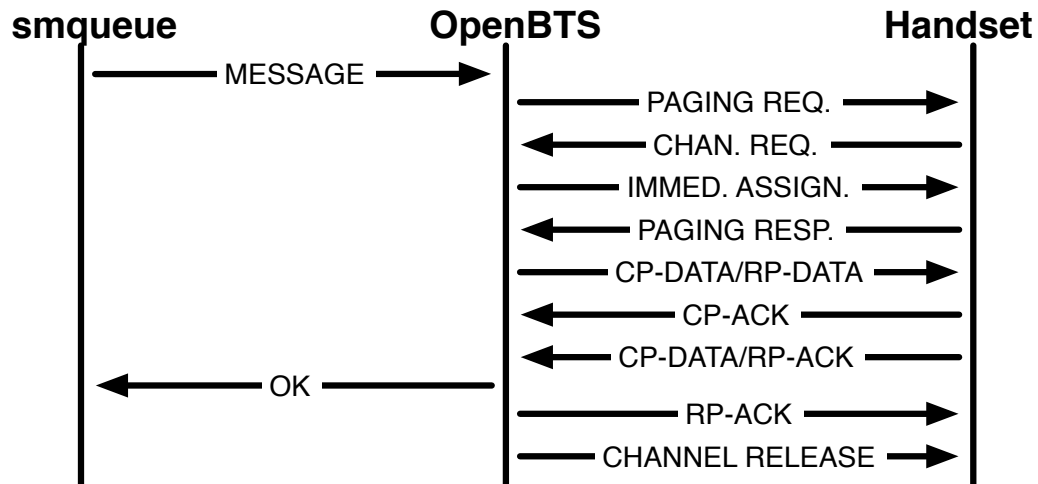 smqueue OpenBTS Handset
MESSAGE
PAGING REQ.
CHAN. REQ.
IMMED. ASSIGN.
PAGING RESP.
CP-DATA/RP-DATA
CP-ACK
CP-DATA/RP-ACK
OK
RP-ACK
CHANNEL RELEASE